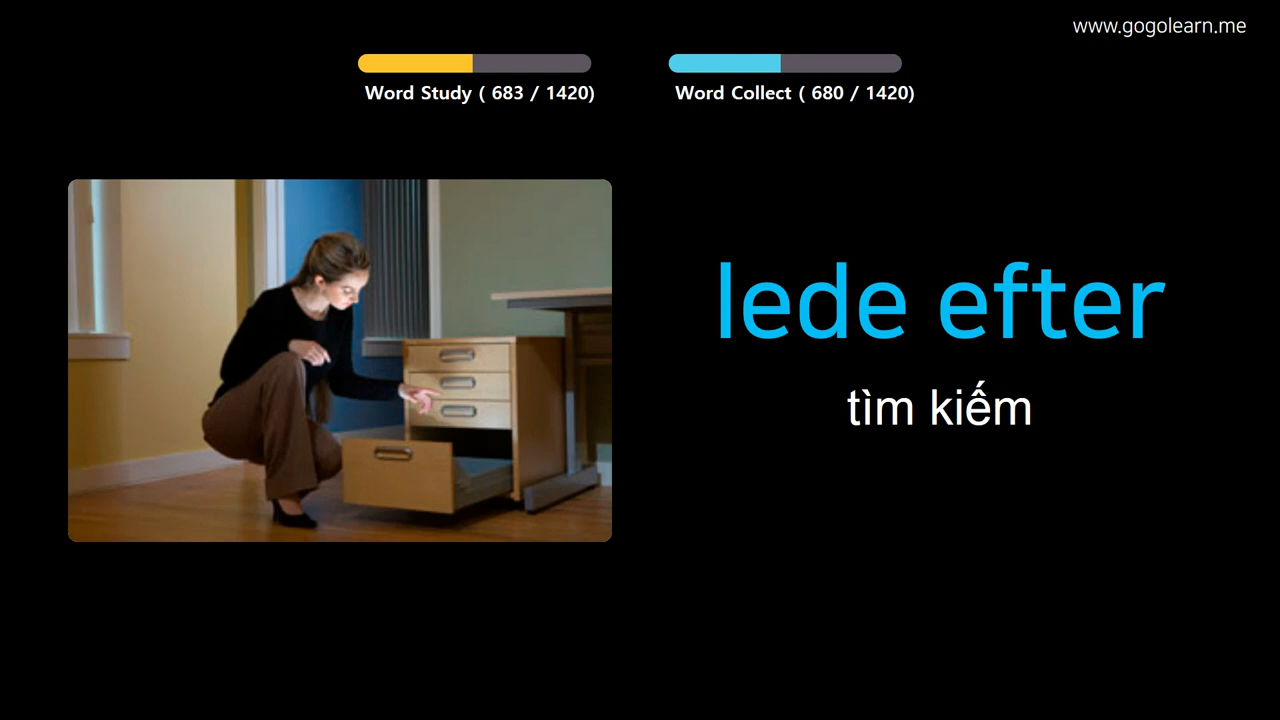 www.gogolearn.me
Word Study ( 683 / 1420)
Word Collect ( 680 / 1420)
lede efter
tìm kiếm